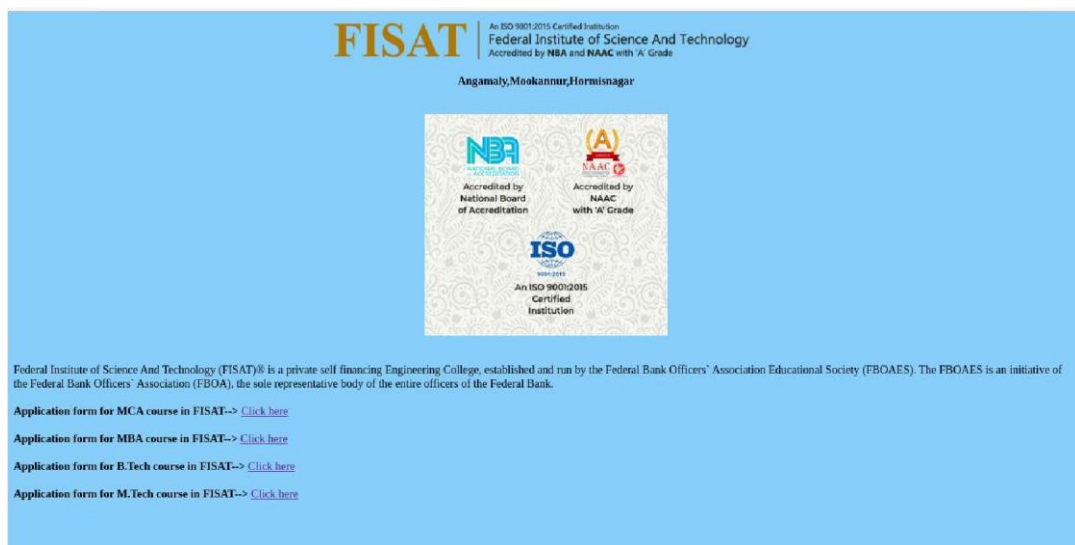 FISAT
An ISO 9001:2015 Certified Institution
Federal Institute of Science And Technology
Accredited by NBA and NAAC with 'A' Grade
Angamaly,Mookannur,Hormisnagar
NBA
NATIONAL BOARD
of ACCREDITATION
Accredited by
National Board
of Accreditation
A
NAAC
Accredited by
NAAC
with 'A' Grade
ISO
9001:2015
An ISO 9001:2015
Certified
Institution
Federal Institute of Science And Technology (FISAT)® is a private self financing Engineering College, established and run by the Federal Bank Officers` Association Educational Society (FBOAES). The FBOAES is an initiative of
the Federal Bank Officers` Association (FBOA), the sole representative body of the entire officers of the Federal Bank.
Application form for MCA course in FISAT--> Click here
Application form for MBA course in FISAT--> Click here
Application form for B.Tech course in FISAT--> Click here
Application form for M.Tech course in FISAT--> Click here